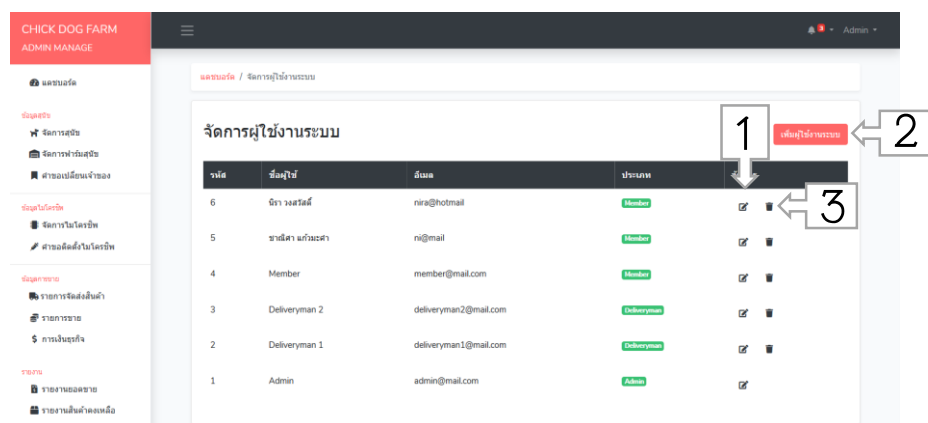 CHICK DOG FARM
ADMIN MANAGE
3 Admin
แดชบอร์ด
แดชบอร์ด / จัดการผู้ใช้งานระบบ
ข้อมูลสุนัข
จัดการสุนัข
จัดการฟาร์มสุนัข
คำขอเปลี่ยนเจ้าของ
ข้อมูลไมโครชิพ
จัดการไมโครชิพ
คำขอติดตั้งไมโครชิพ
ข้อมูลการขาย
รายการจัดส่งสินค้า
รายการขาย
การเงินธุรกิจ
รายงาน
รายงานยอดขาย
รายงานสินค้าคงเหลือ
จัดการผู้ใช้งานระบบ
1
เพิ่มผู้ใช้งานระบบ
2
รหัส ชื่อผู้ใช้ อีเมล ประเภท
6 นิรา วงศวัสดิ์ nira@hotmail Member
3
5 ชาณิศา แก้วมะศา ni@mail Member
4 Member member@mail.com Member
3 Deliveryman 2 deliveryman2@mail.com Deliveryman
2 Deliveryman 1 deliveryman1@mail.com Deliveryman
1 Admin admin@mail.com Admin